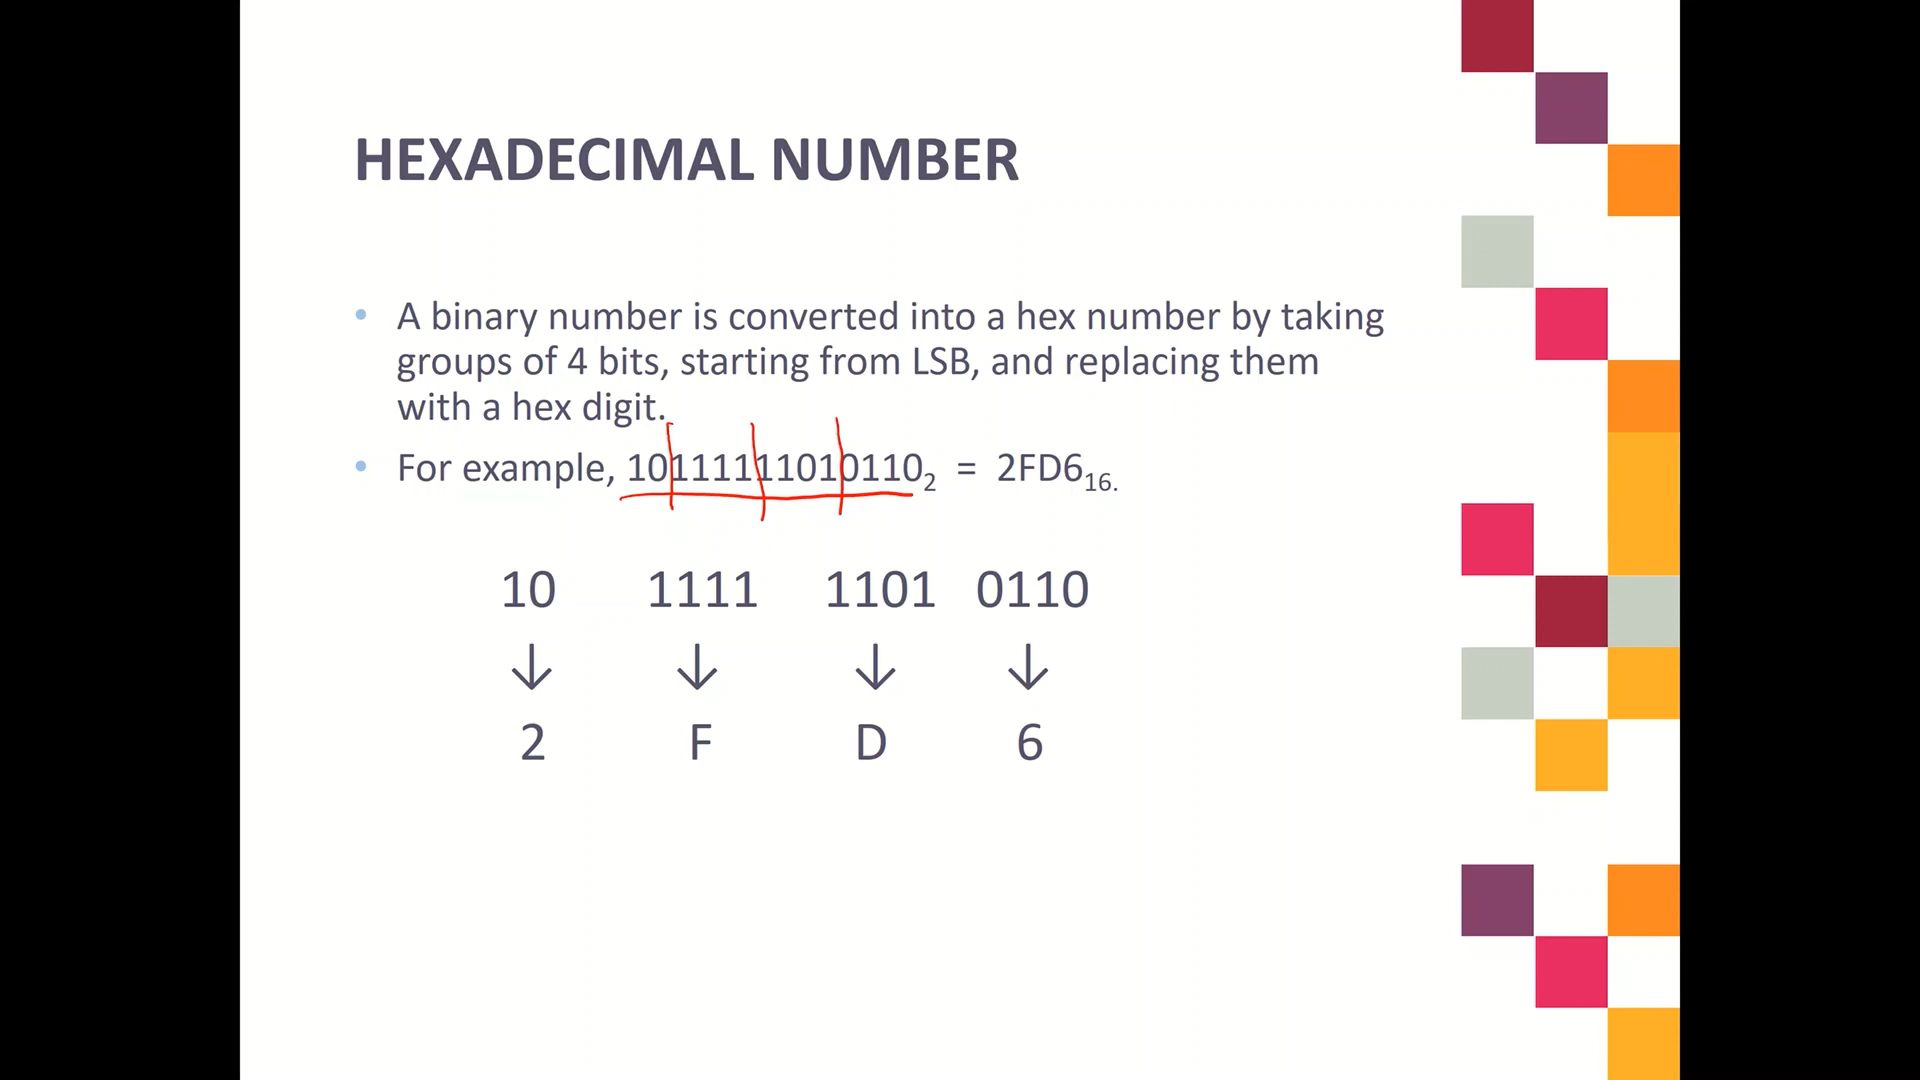 HEXADECIMAL NUMBER
• A binary number is converted into a hex number by taking
groups of 4 bits, starting from LSB, and replacing them
with a hex digit.
• For example, 10111111010110₂ = 2FD6₁₆.
10 1111 1101 0110
↓ ↓ ↓ ↓
2 F D 6